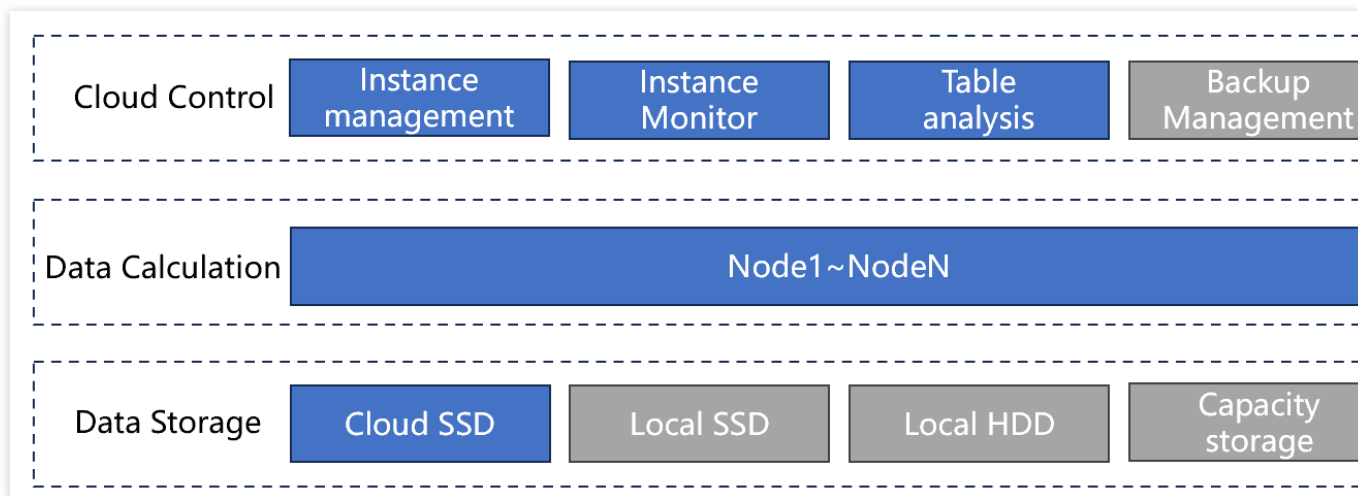 Cloud Control
Instance
management
Instance
Monitor
Table
analysis
Backup
Management
Data Calculation
Node1~NodeN
Data Storage
Cloud SSD
Local SSD
Local HDD
Capacity
storage